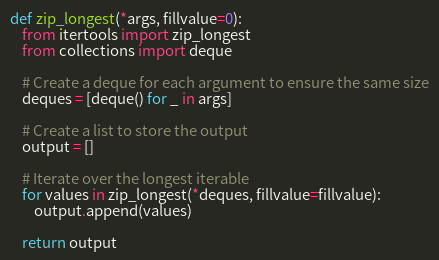 def zip_longest(*args, fillvalue=0):
    from itertools import zip_longest
    from collections import deque

    # Create a deque for each argument to ensure the same size
    deques = [deque() for _ in args]

    # Create a list to store the output
    output = []

    # Iterate over the longest iterable
    for values in zip_longest(*deques, fillvalue=fillvalue):
        output.append(values)

    return output